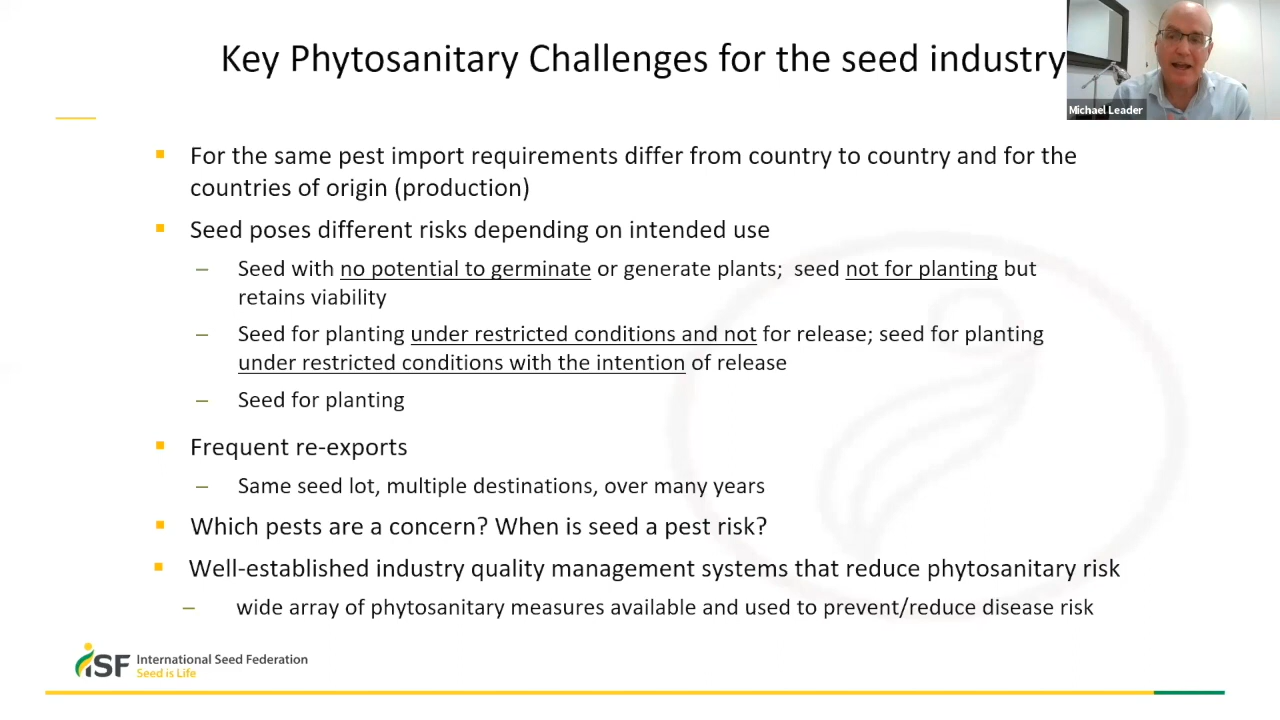 Key Phytosanitary Challenges for the seed industry
Michael Leader
▪ For the same pest import requirements differ from country to country and for the
countries of origin (production)
▪ Seed poses different risks depending on intended use
– Seed with no potential to germinate or generate plants;  seed not for planting but
retains viability
– Seed for planting under restricted conditions and not for release; seed for planting
under restricted conditions with the intention of release
– Seed for planting
▪ Frequent re-exports
– Same seed lot, multiple destinations, over many years
▪ Which pests are a concern? When is seed a pest risk?
▪ Well-established industry quality management systems that reduce phytosanitary risk
– wide array of phytosanitary measures available and used to prevent/reduce disease risk
iSF International Seed Federation
Seed is Life